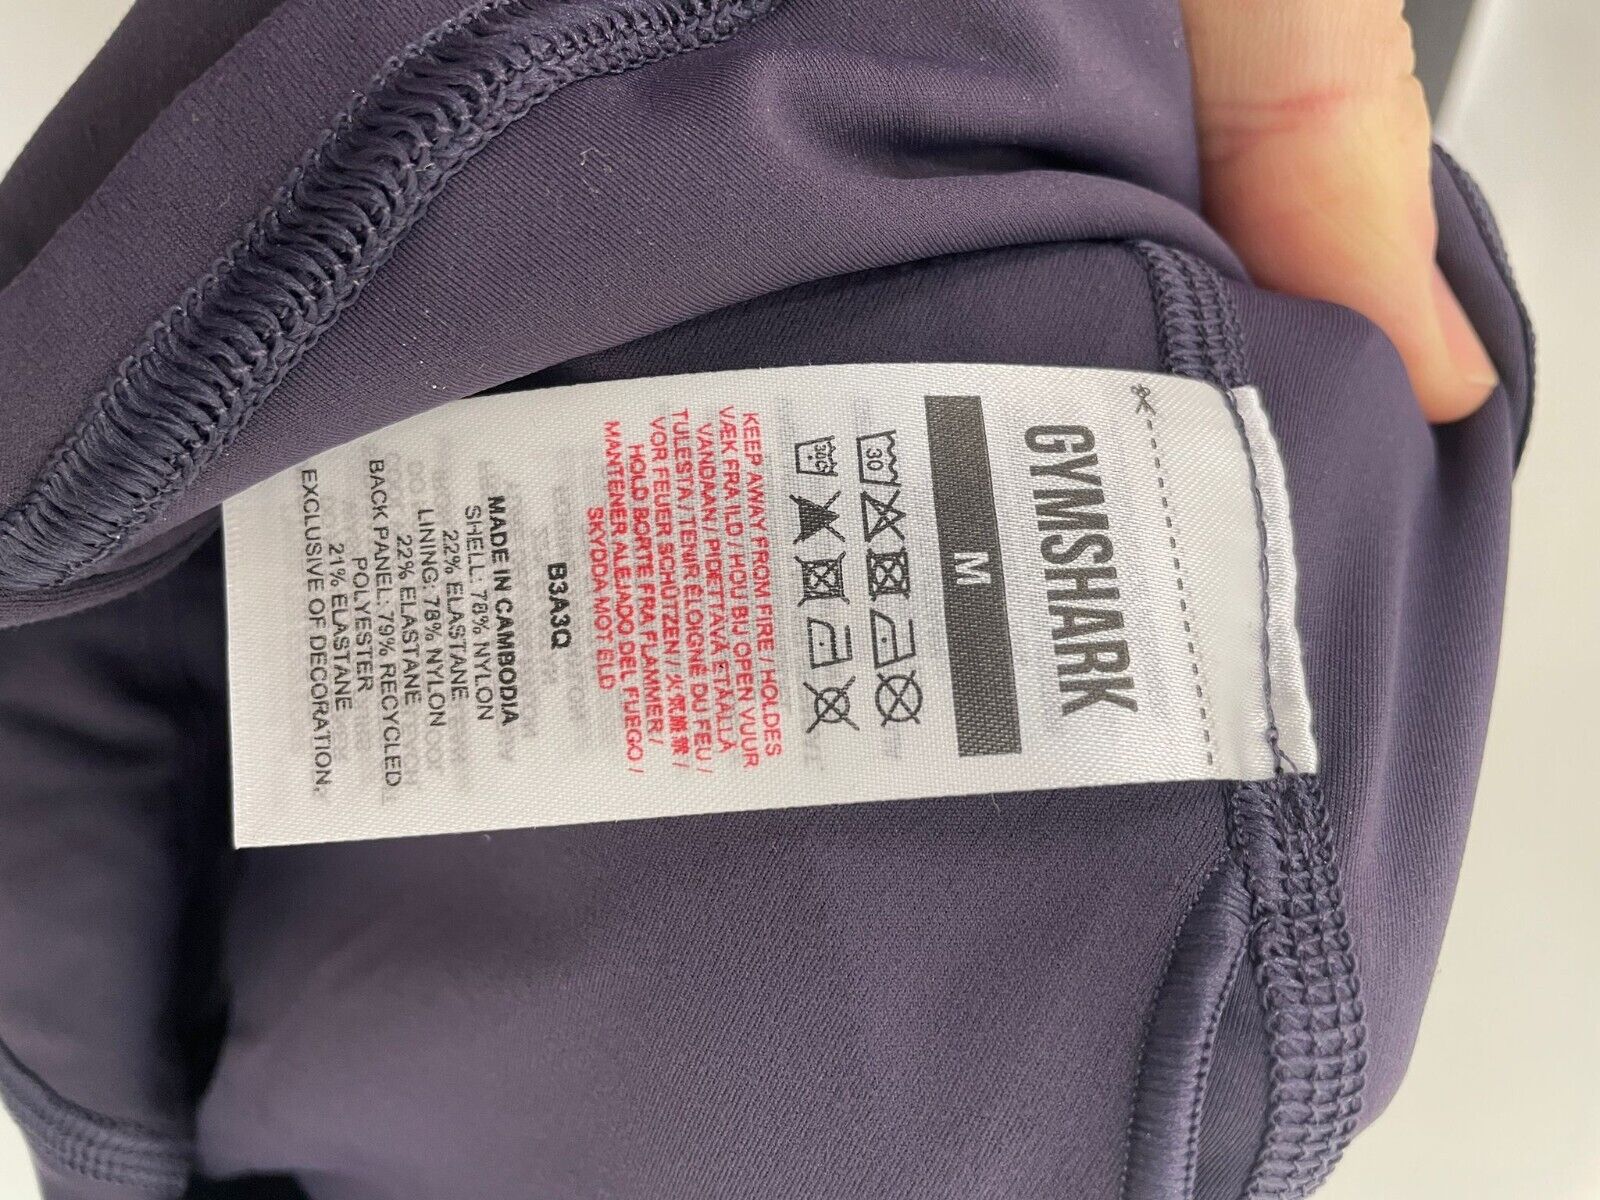 GYMSHARK
M
30
30C
KEEP AWAY FROM FIRE / HOLDES
VÆK FRA ILD / HOU BIJ OPEN VUUR
VANDAAN / PIDETTÄVÄ ETÄÄLLÄ
TULESTA / TENIR ÉLOIGNÉ DU FEU /
VOR FEUER SCHÜTZEN / 火気厳禁 /
HOLD BORTE FRA FLAMMER /
MANTENER ALEJADO DEL FUEGO /
SKYDDA MOT ELD
B3A3Q
MADE IN CAMBODIA
SHELL: 78% NYLON
22% ELASTANE
LINING: 78% NYLON
22% ELASTANE
BACK PANEL: 79% RECYCLED
POLYESTER
21% ELASTANE
EXCLUSIVE OF DECORATION.